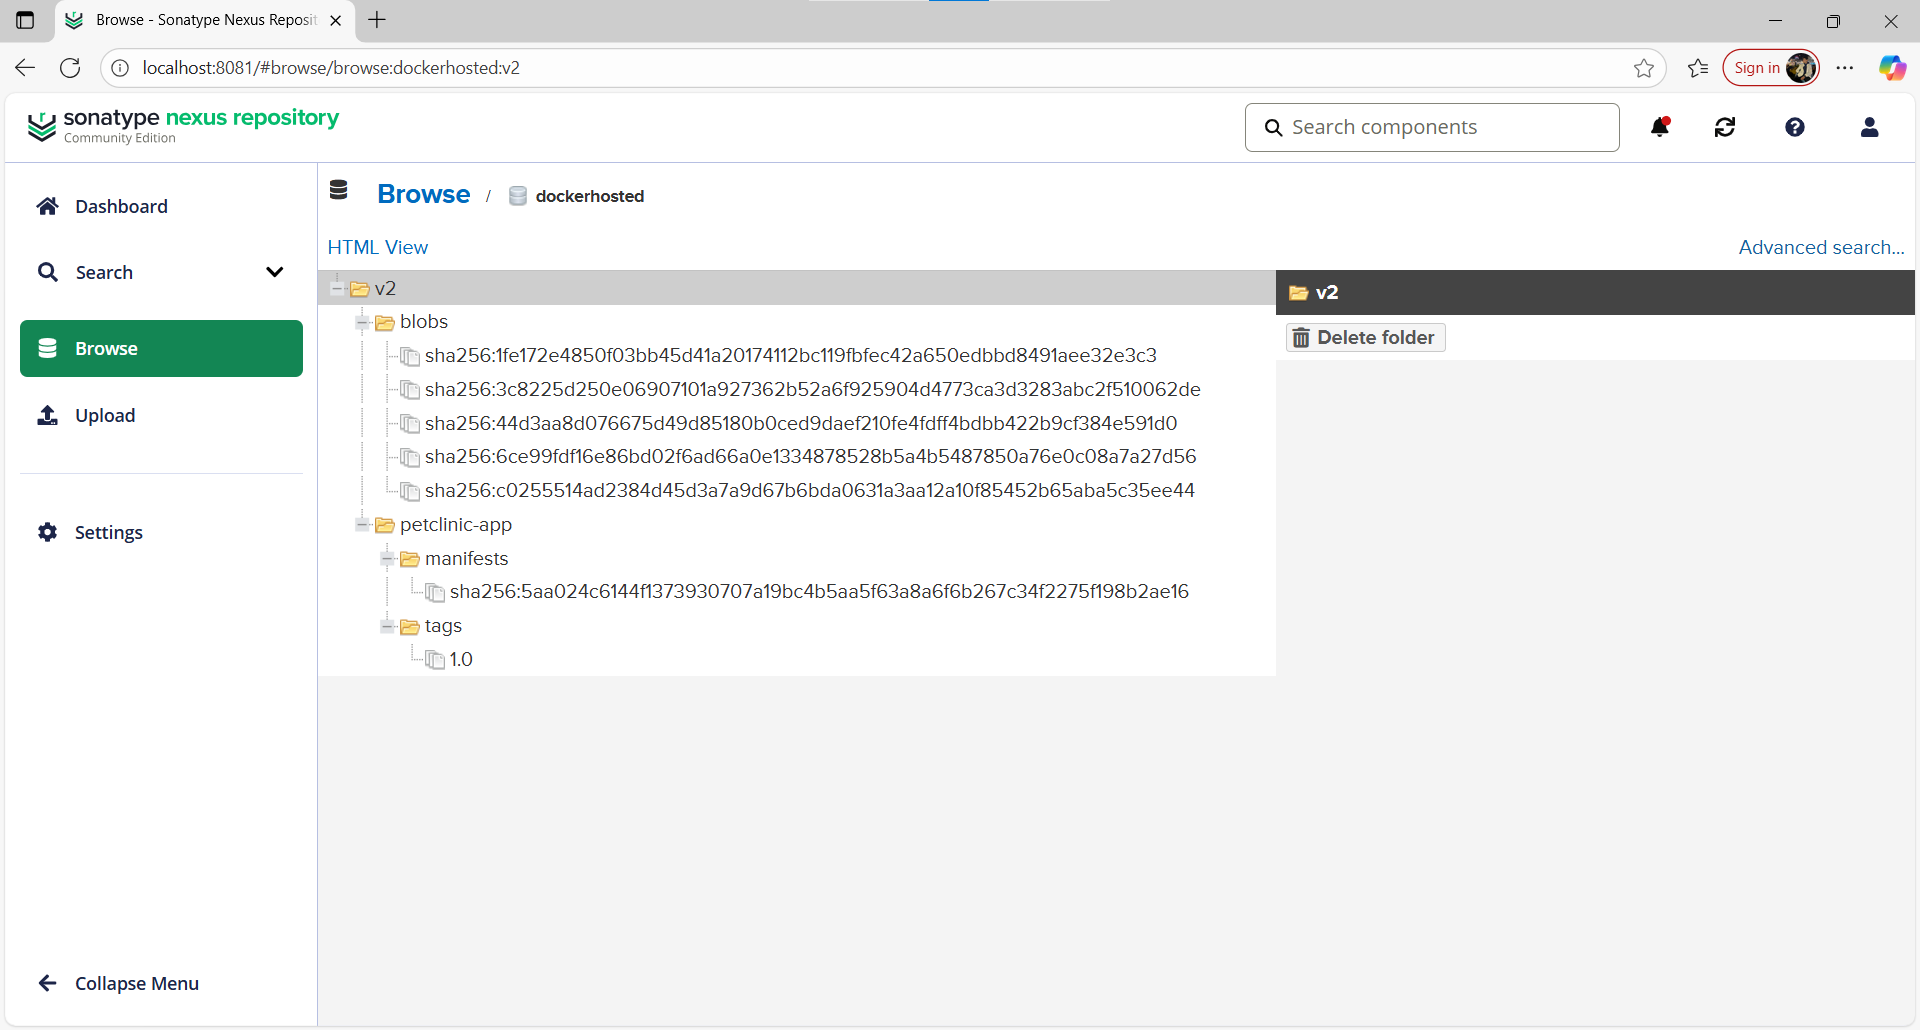 Browse - Sonatype Nexus Reposit
localhost:8081/#browse/browse:dockerhosted:v2
Sign in
sonatype nexus repository
Community Edition
Search components
Dashboard
Search
Browse
Upload
Settings
Collapse Menu
Browse / dockerhosted
HTML View
Advanced search...
v2
blobs
sha256:1fe172e4850f03bb45d41a20174112bc119fbfec42a650edbbd8491aee32e3c3
sha256:3c8225d250e06907101a927362b52a6f925904d4773ca3d3283abc2f510062de
sha256:44d3aa8d076675d49d85180b0ced9daef210fe4fdff4bdbb422b9cf384e591d0
sha256:6ce99fdf16e86bd02f6ad66a0e1334878528b5a4b5487850a76e0c08a7a27d56
sha256:c0255514ad2384d45d3a7a9d67b6bda0631a3aa12a10f85452b65aba5c35ee44
petclinic-app
manifests
sha256:5aa024c6144f1373930707a19bc4b5aa5f63a8a6f6b267c34f2275f198b2ae16
tags
1.0
v2
Delete folder